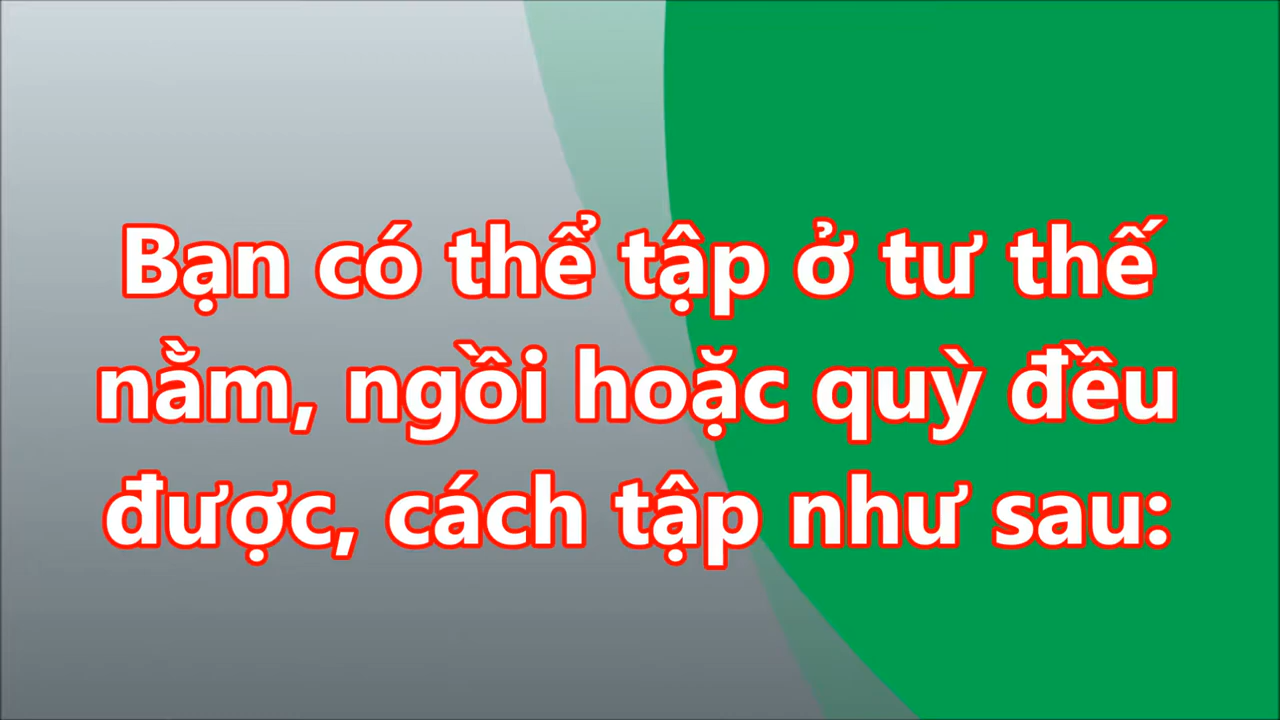 Bạn có thể tập ở tư thế
nằm, ngồi hoặc quỳ đều
được, cách tập như sau: